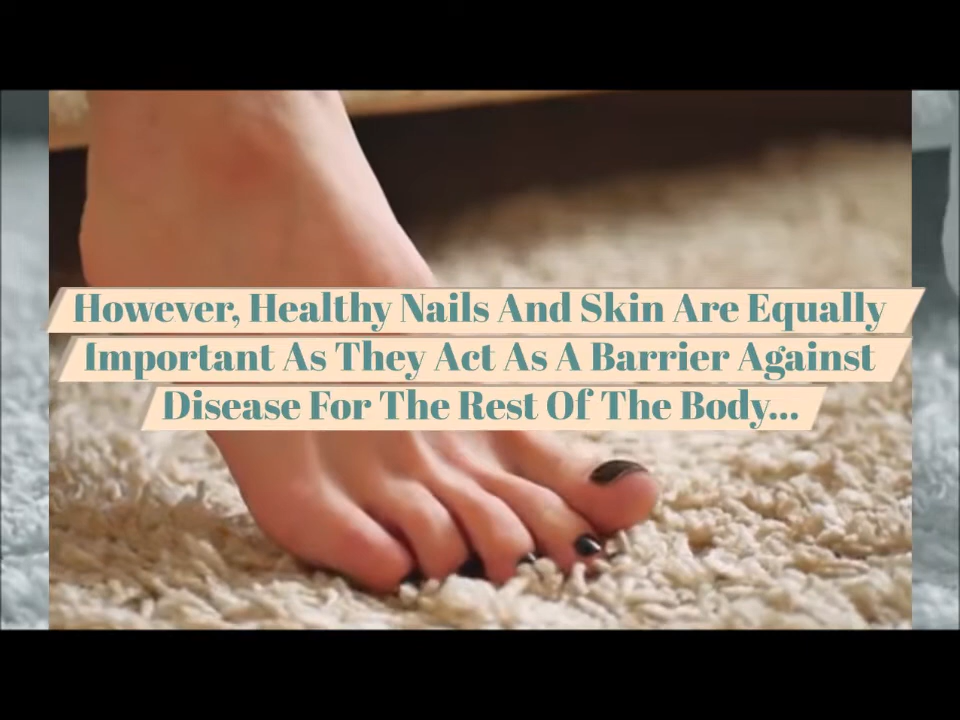 However, Healthy Nails And Skin Are Equally
Important As They Act As A Barrier Against
Disease For The Rest Of The Body...